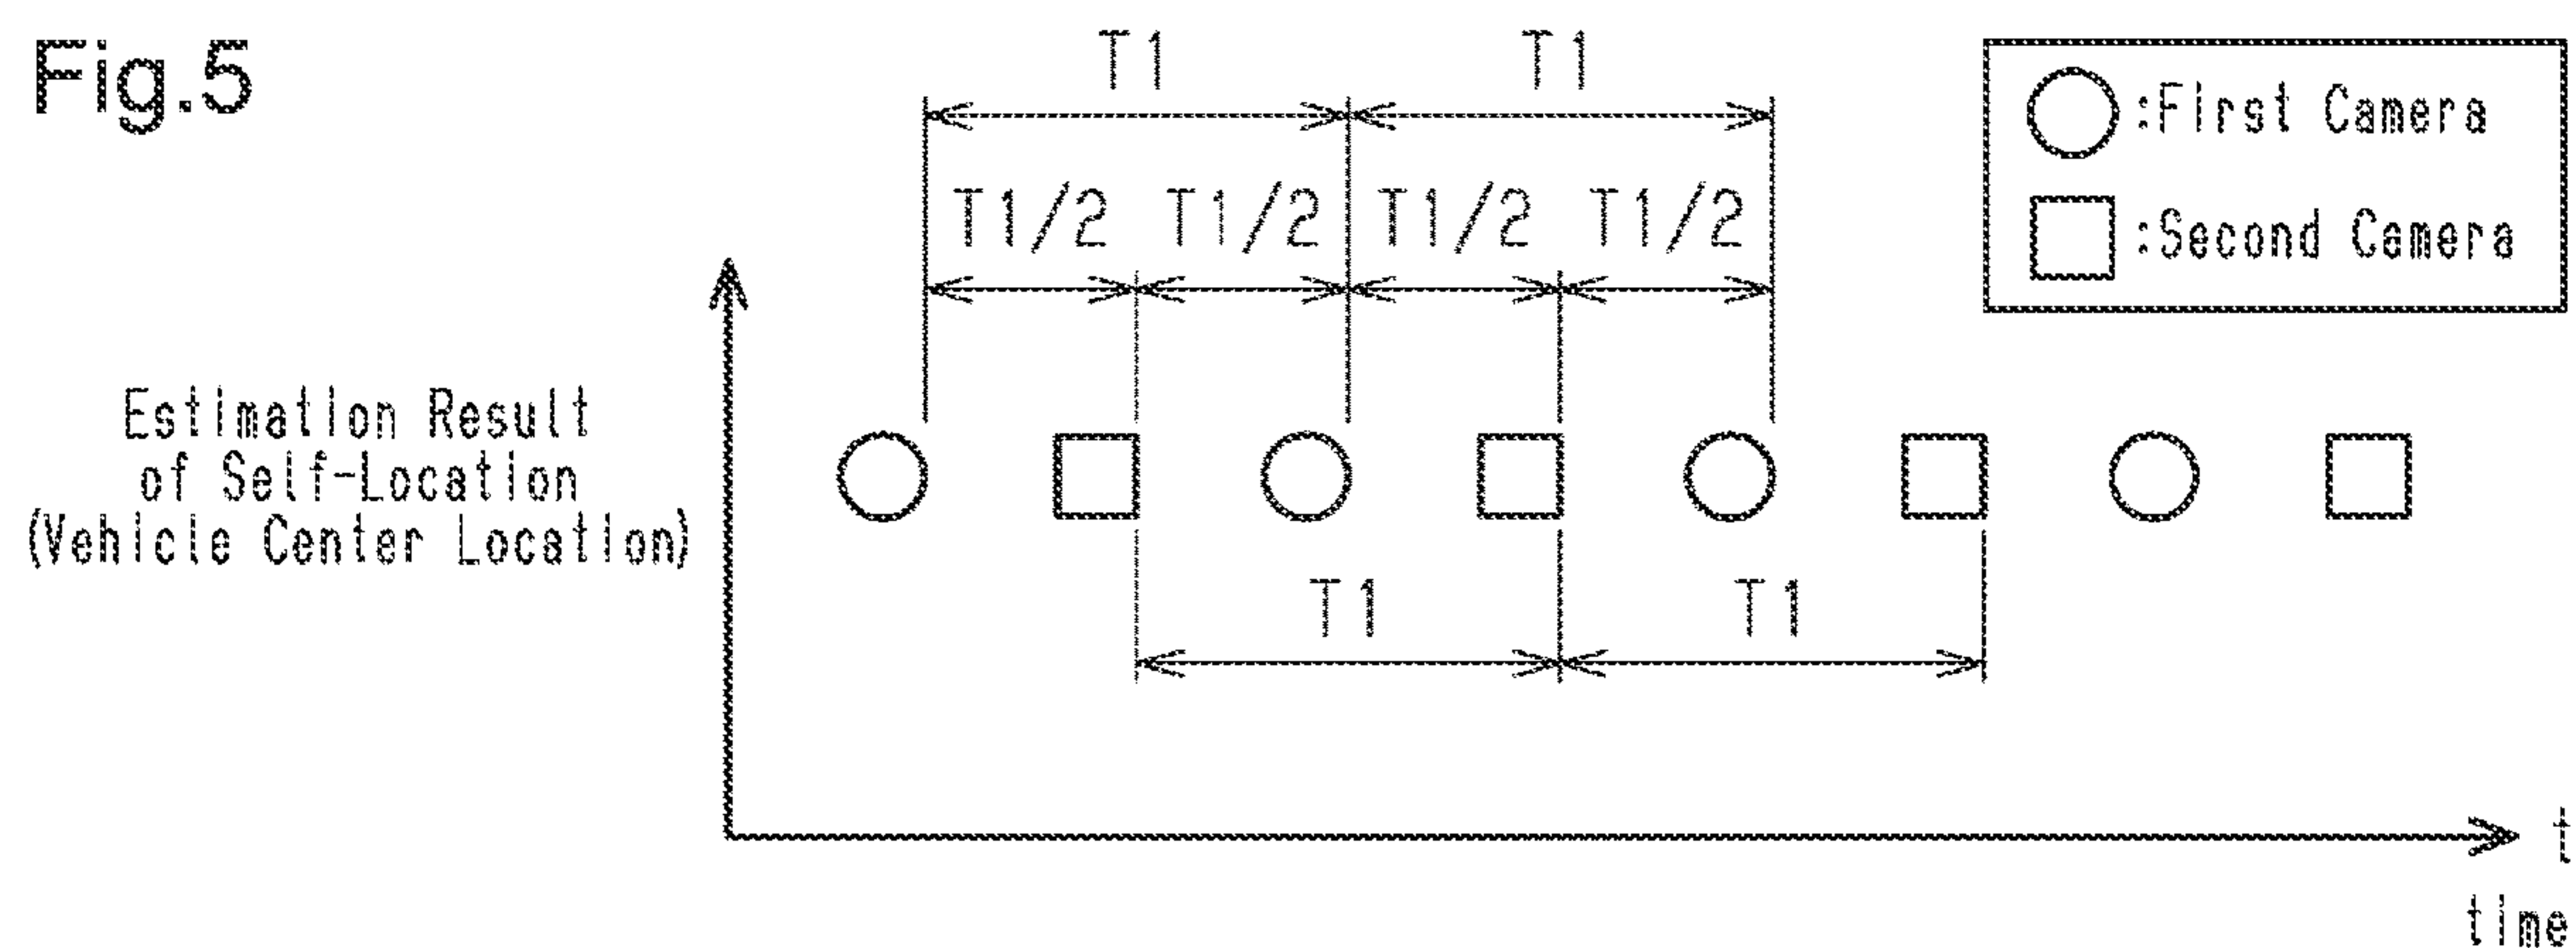 Fig.5
T1 T1
T1/2 T1/2 T1/2 T1/2
:First Camera
:Second Camera
Estimation Result
of Self-Location
(Vehicle Center Location)
T1 T1
t
time